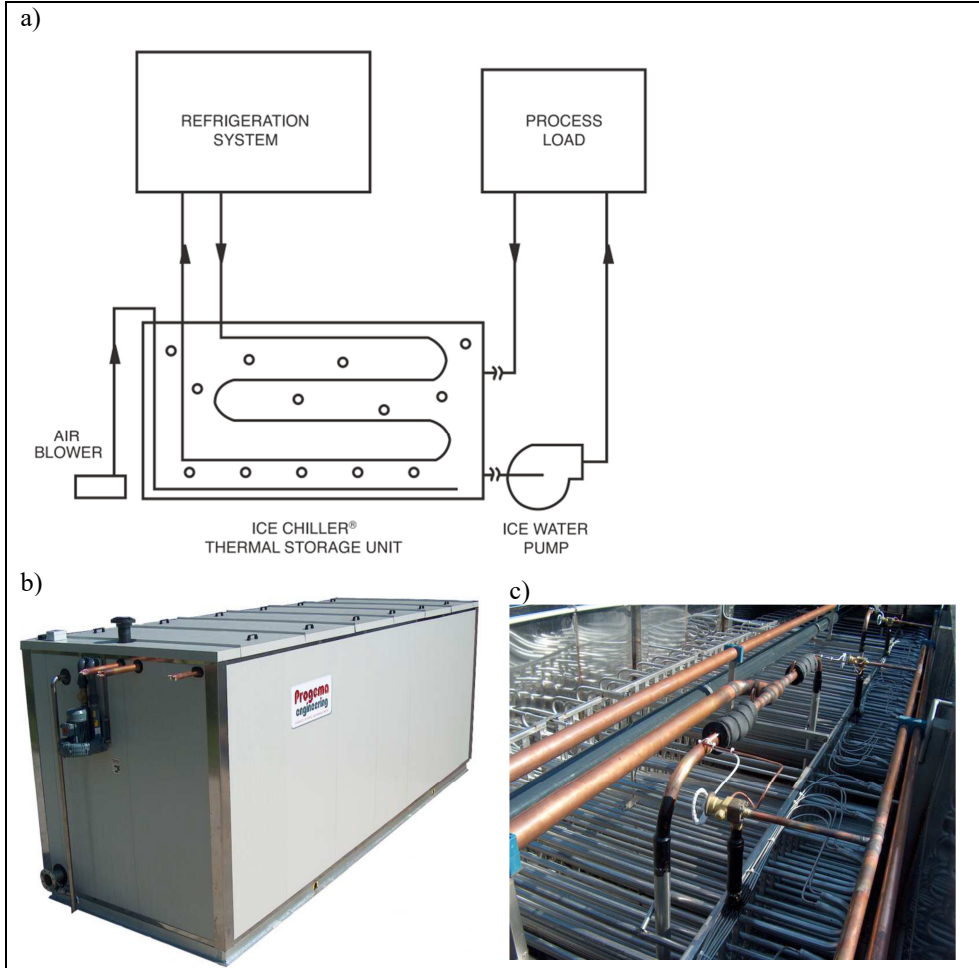 a)
REFRIGERATION
SYSTEM
PROCESS
LOAD
AIR
BLOWER
ICE CHILLER®
THERMAL STORAGE UNIT
ICE WATER
PUMP
b)
c)
Progema
engineering